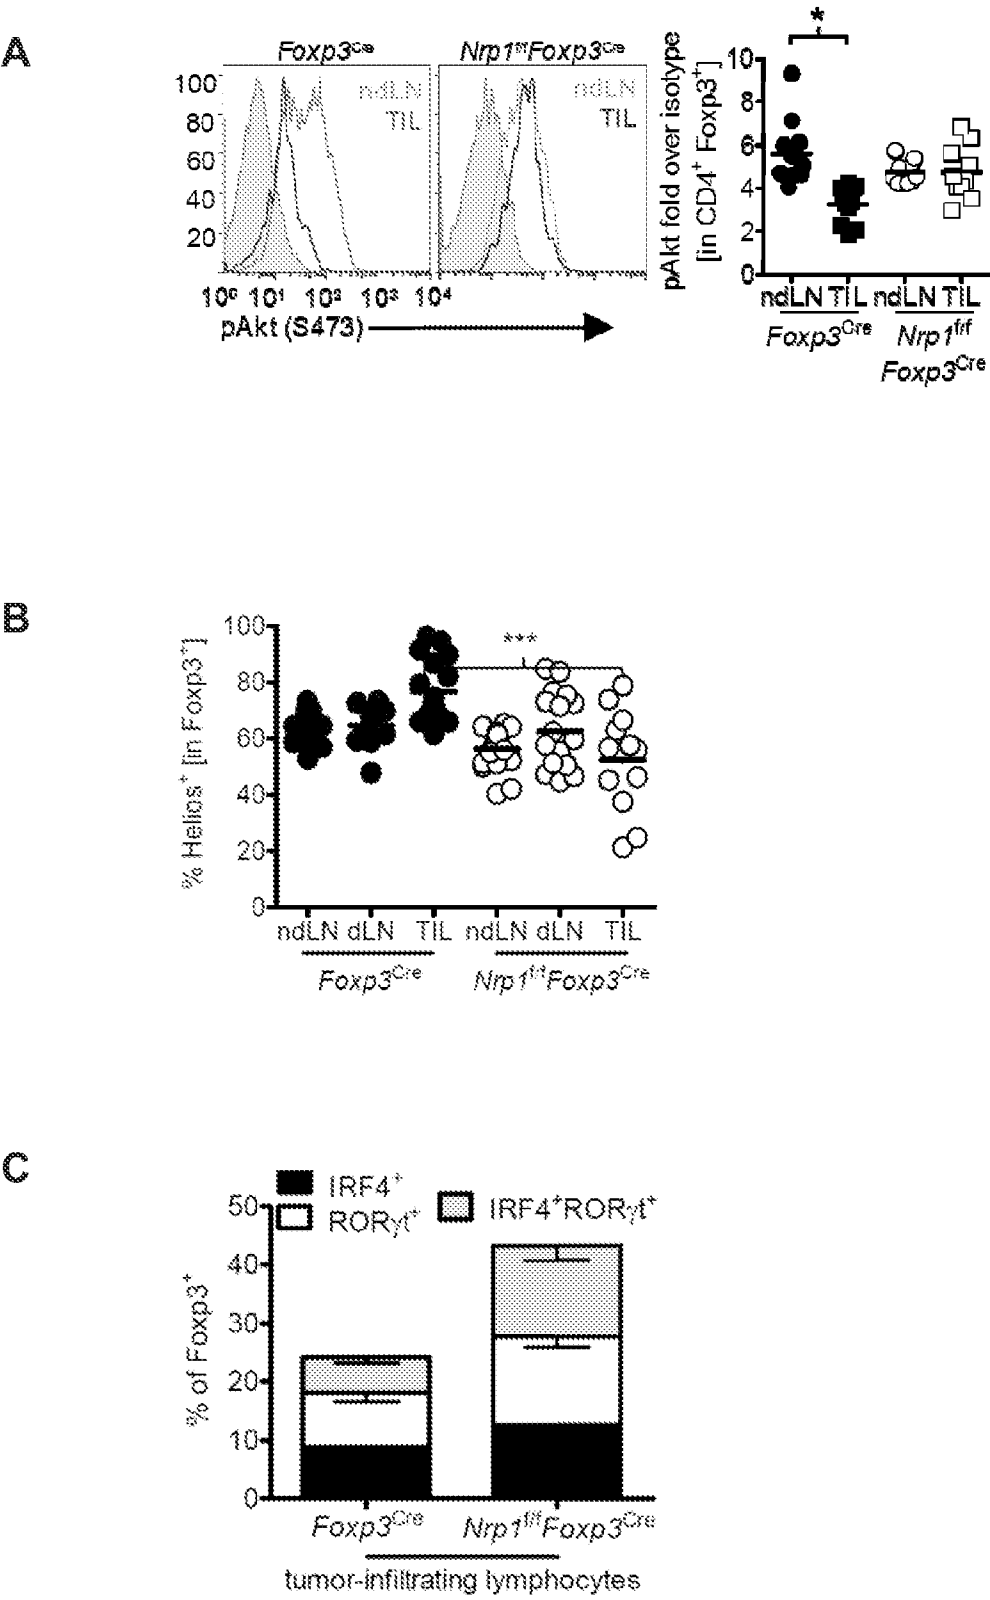 A
Foxp3Cre
Nrp1f/fFoxp3Cre
ndLN
TIL
ndLN
TIL
100
80
60
40
20
10⁰ 10¹ 10² 10³ 10⁴
pAkt (S473)
pAkt fold over isotype
[in CD4+ Foxp3+]
*
10
8
6
4
2
0
ndLN TIL ndLN TIL
Foxp3Cre
Nrp1f/f
Foxp3Cre
B
% Helios+ [in Foxp3+]
***
100
80
60
40
20
0
ndLN dLN TIL ndLN dLN TIL
Foxp3Cre
Nrp1f/fFoxp3Cre
C
IRF4+
RORγt+
IRF4+RORγt+
% of Foxp3+
50
40
30
20
10
0
Foxp3Cre
Nrp1f/fFoxp3Cre
tumor-infiltrating lymphocytes